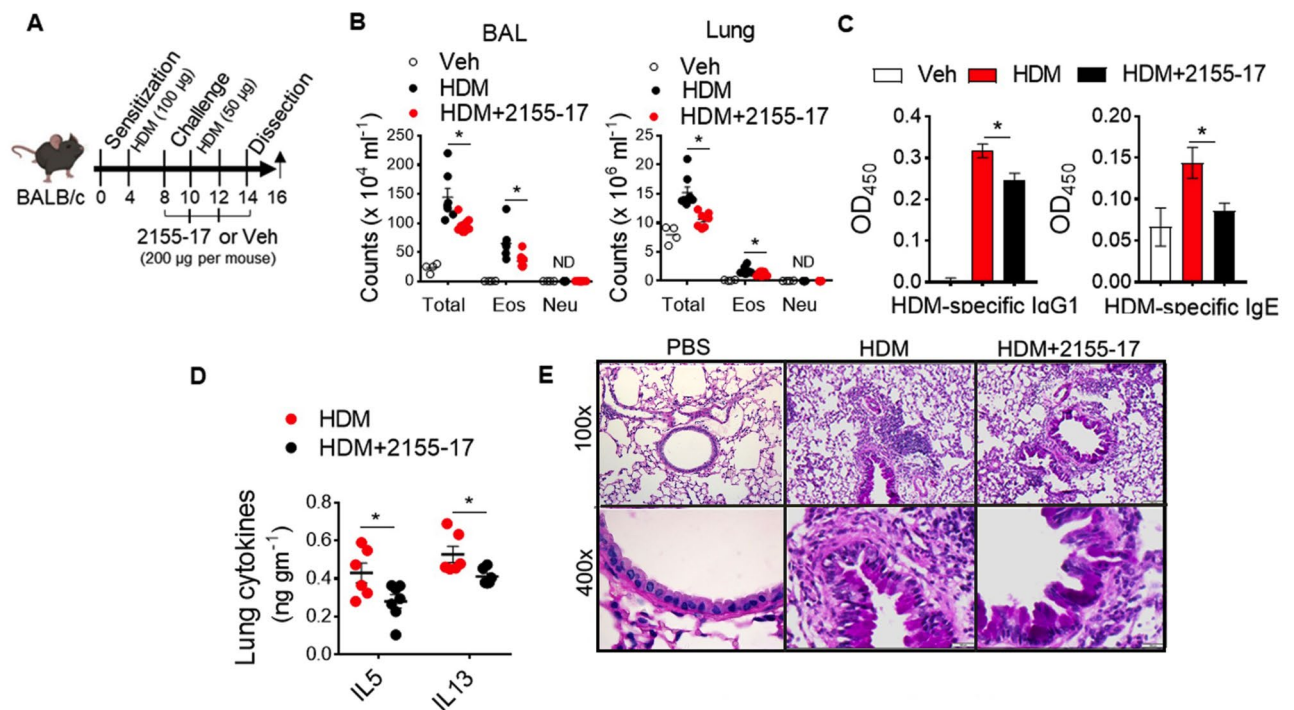 A
Sensitization
HDM (100 µg)
Challenge
HDM (50 µg)
Dissection
BALB/c
0 4 8 10 12 14 16
2155-17 or Veh
(200 µg per mouse)
B
BAL
Veh
HDM
HDM+2155-17
Counts (x 10⁴ ml⁻¹)
250
200
150
100
50
0
*
*
ND
Total Eos Neu
Lung
Veh
HDM
HDM+2155-17
Counts (x 10⁶ ml⁻¹)
25
20
15
10
5
0
*
*
ND
Total Eos Neu
C
Veh HDM HDM+2155-17
OD450
0.4
0.3
0.2
0.1
0.0
*
HDM-specific IgG1
OD450
0.20
0.15
0.10
0.05
0.00
*
HDM-specific IgE
D
HDM
HDM+2155-17
Lung cytokines
(ng gm⁻¹)
0.8
0.6
0.4
0.2
0.0
*
*
IL5
IL13
E
PBS HDM HDM+2155-17
100x
400x